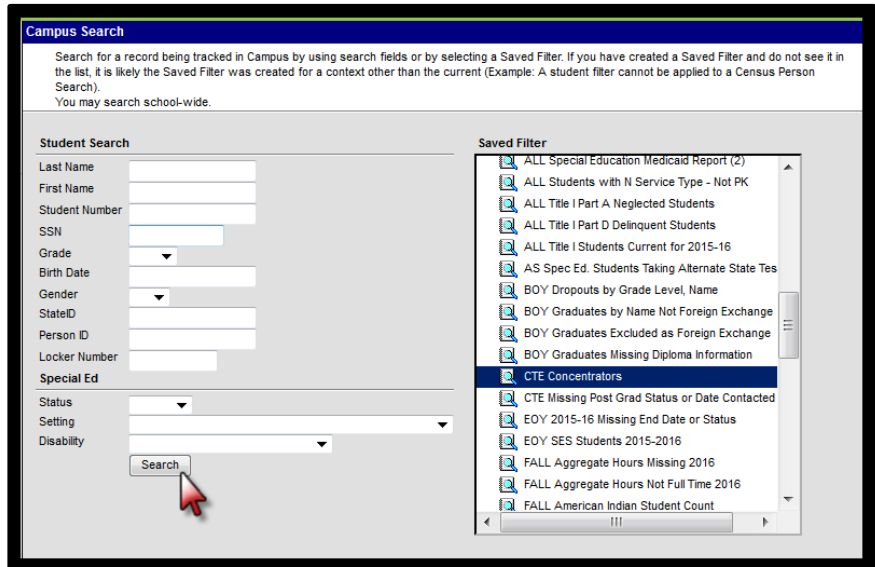 Campus Search
Search for a record being tracked in Campus by using search fields or by selecting a Saved Filter. If you have created a Saved Filter and do not see it in
the list, it is likely the Saved Filter was created for a context other than the current (Example: A student filter cannot be applied to a Census Person
Search).
You may search school-wide.
Student Search
Last Name
First Name
Student Number
SSN
Grade
Birth Date
Gender
StateID
Person ID
Locker Number
Special Ed
Status
Setting
Disability
Search
Saved Filter
ALL Special Education Medicaid Report (2)
ALL Students with N Service Type - Not PK
ALL Title I Part A Neglected Students
ALL Title I Part D Delinquent Students
ALL Title I Students Current for 2015-16
AS Spec Ed. Students Taking Alternate State Tes
BOY Dropouts by Grade Level, Name
BOY Graduates by Name Not Foreign Exchange
BOY Graduates Excluded as Foreign Exchange
BOY Graduates Missing Diploma Information
CTE Concentrators
CTE Missing Post Grad Status or Date Contacted
EOY 2015-16 Missing End Date or Status
EOY SES Students 2015-2016
FALL Aggregate Hours Missing 2016
FALL Aggregate Hours Not Full Time 2016
FALL American Indian Student Count